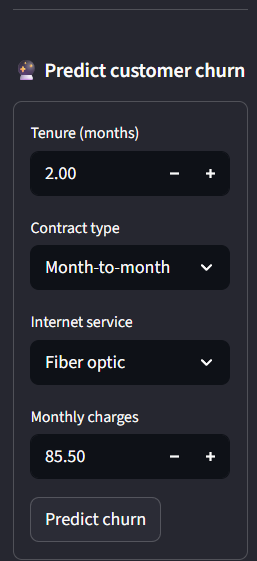 Predict customer churn
Tenure (months)
2.00
Contract type
Month-to-month
Internet service
Fiber optic
Monthly charges
85.50
Predict churn